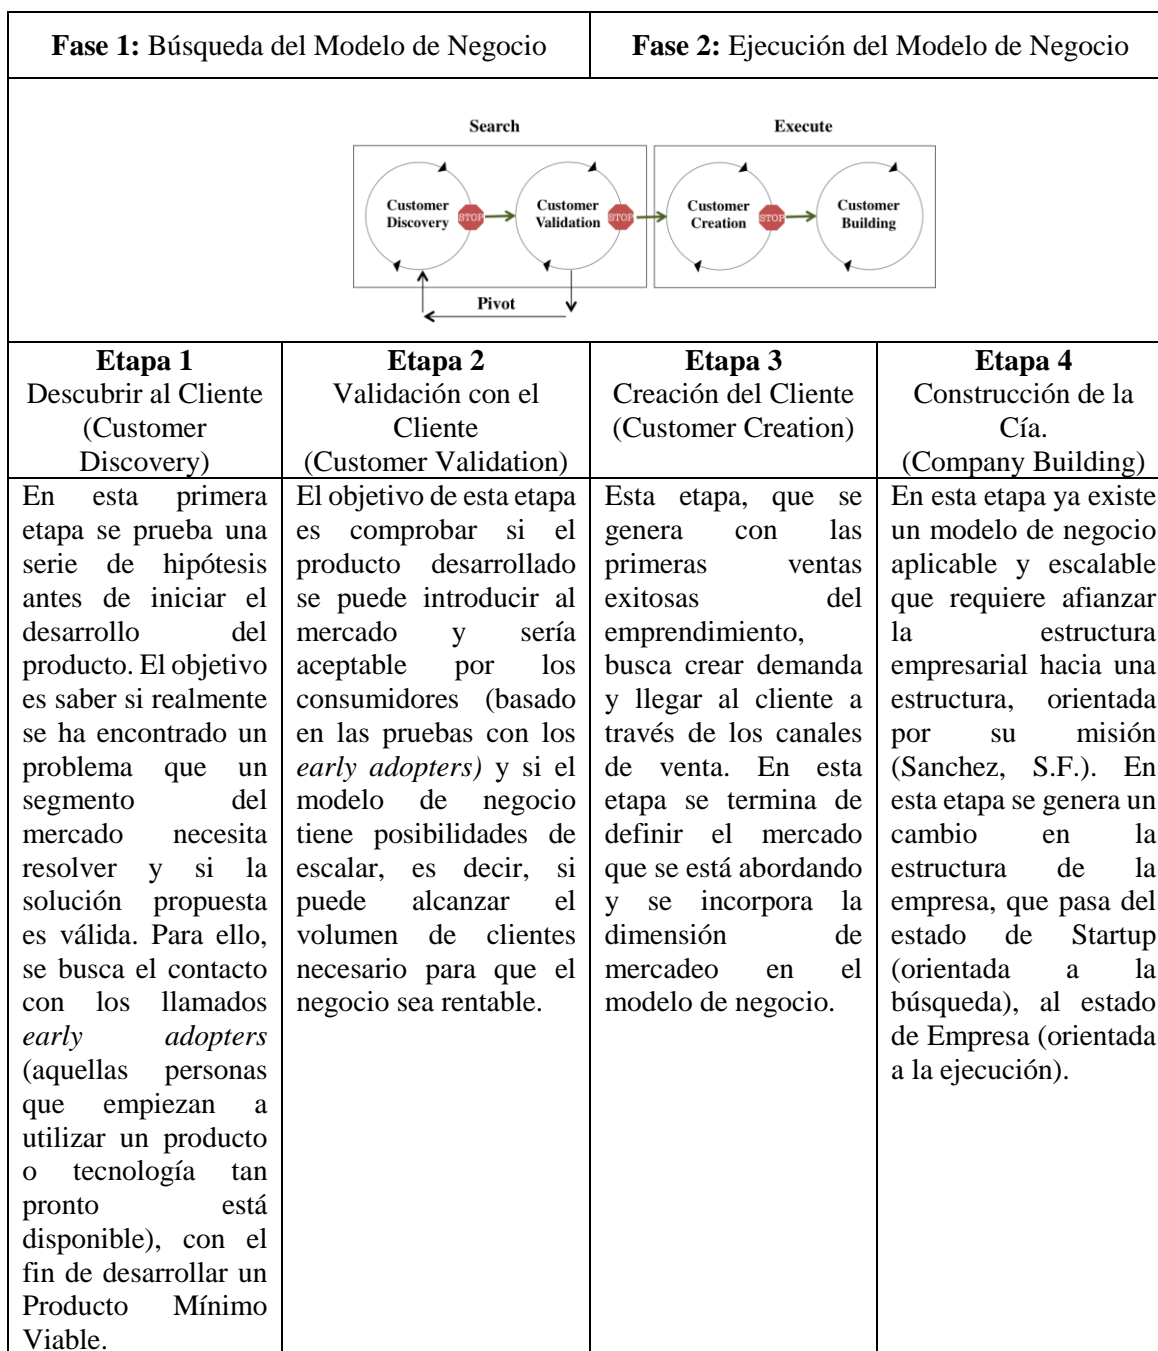 Fase 1: Búsqueda del Modelo de Negocio
Fase 2: Ejecución del Modelo de Negocio
Search
Execute
Customer
Discovery
STOP
Customer
Validation
STOP
Customer
Creation
STOP
Customer
Building
Pivot
Etapa 1
Descubrir al Cliente
(Customer
Discovery)
Etapa 2
Validación con el
Cliente
(Customer Validation)
Etapa 3
Creación del Cliente
(Customer Creation)
Etapa 4
Construcción de la
Cía.
(Company Building)
En esta primera
etapa se prueba una
serie de hipótesis
antes de iniciar el
desarrollo del
producto. El objetivo
es saber si realmente
se ha encontrado un
problema que un
segmento del
mercado necesita
resolver y si la
solución propuesta
es válida. Para ello,
se busca el contacto
con los llamados
early adopters
(aquellas personas
que empiezan a
utilizar un producto
o tecnología tan
pronto está
disponible), con el
fin de desarrollar un
Producto Mínimo
Viable.
El objetivo de esta etapa
es comprobar si el
producto desarrollado
se puede introducir al
mercado y sería
aceptable por los
consumidores (basado
en las pruebas con los
early adopters) y si el
modelo de negocio
tiene posibilidades de
escalar, es decir, si
puede alcanzar el
volumen de clientes
necesario para que el
negocio sea rentable.
Esta etapa, que se
genera con las
primeras ventas
exitosas del
emprendimiento,
busca crear demanda
y llegar al cliente a
través de los canales
de venta. En esta
etapa se termina de
definir el mercado
que se está abordando
y se incorpora la
dimensión de
mercadeo en el
modelo de negocio.
En esta etapa ya existe
un modelo de negocio
aplicable y escalable
que requiere afianzar
la estructura
empresarial hacia una
estructura, orientada
por su misión
(Sanchez, S.F.). En
esta etapa se genera un
cambio en la
estructura de la
empresa, que pasa del
estado de Startup
(orientada a la
búsqueda), al estado
de Empresa (orientada
a la ejecución).